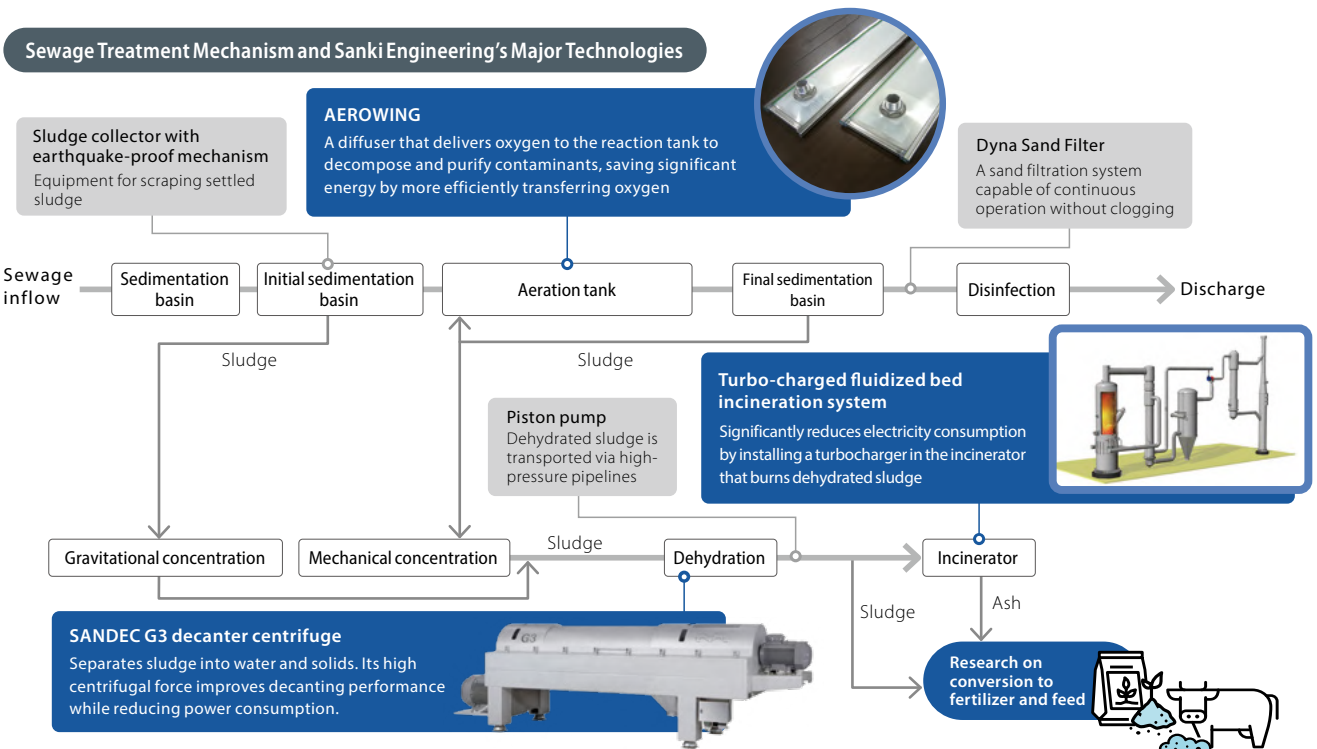 Sewage Treatment Mechanism and Sanki Engineering's Major Technologies
AEROWING
A diffuser that delivers oxygen to the reaction tank to
decompose and purify contaminants, saving significant
energy by more efficiently transferring oxygen
Sludge collector with
earthquake-proof mechanism
Equipment for scraping settled
sludge
Dyna Sand Filter
A sand filtration system
capable of continuous
operation without clogging
Sewage
inflow
Sedimentation
basin
Initial sedimentation
basin
Aeration tank
Final sedimentation
basin
Disinfection
Discharge
Sludge
Sludge
Turbo-charged fluidized bed
incineration system
Significantly reduces electricity consumption
by installing a turbocharger in the incinerator
that burns dehydrated sludge
Piston pump
Dehydrated sludge is
transported via high-
pressure pipelines
Gravitational concentration
Mechanical concentration
Sludge
Dehydration
Incinerator
Sludge
Ash
SANDEC G3 decanter centrifuge
Separates sludge into water and solids. Its high
centrifugal force improves decanting performance
while reducing power consumption.
G3
Research on
conversion to
fertilizer and feed